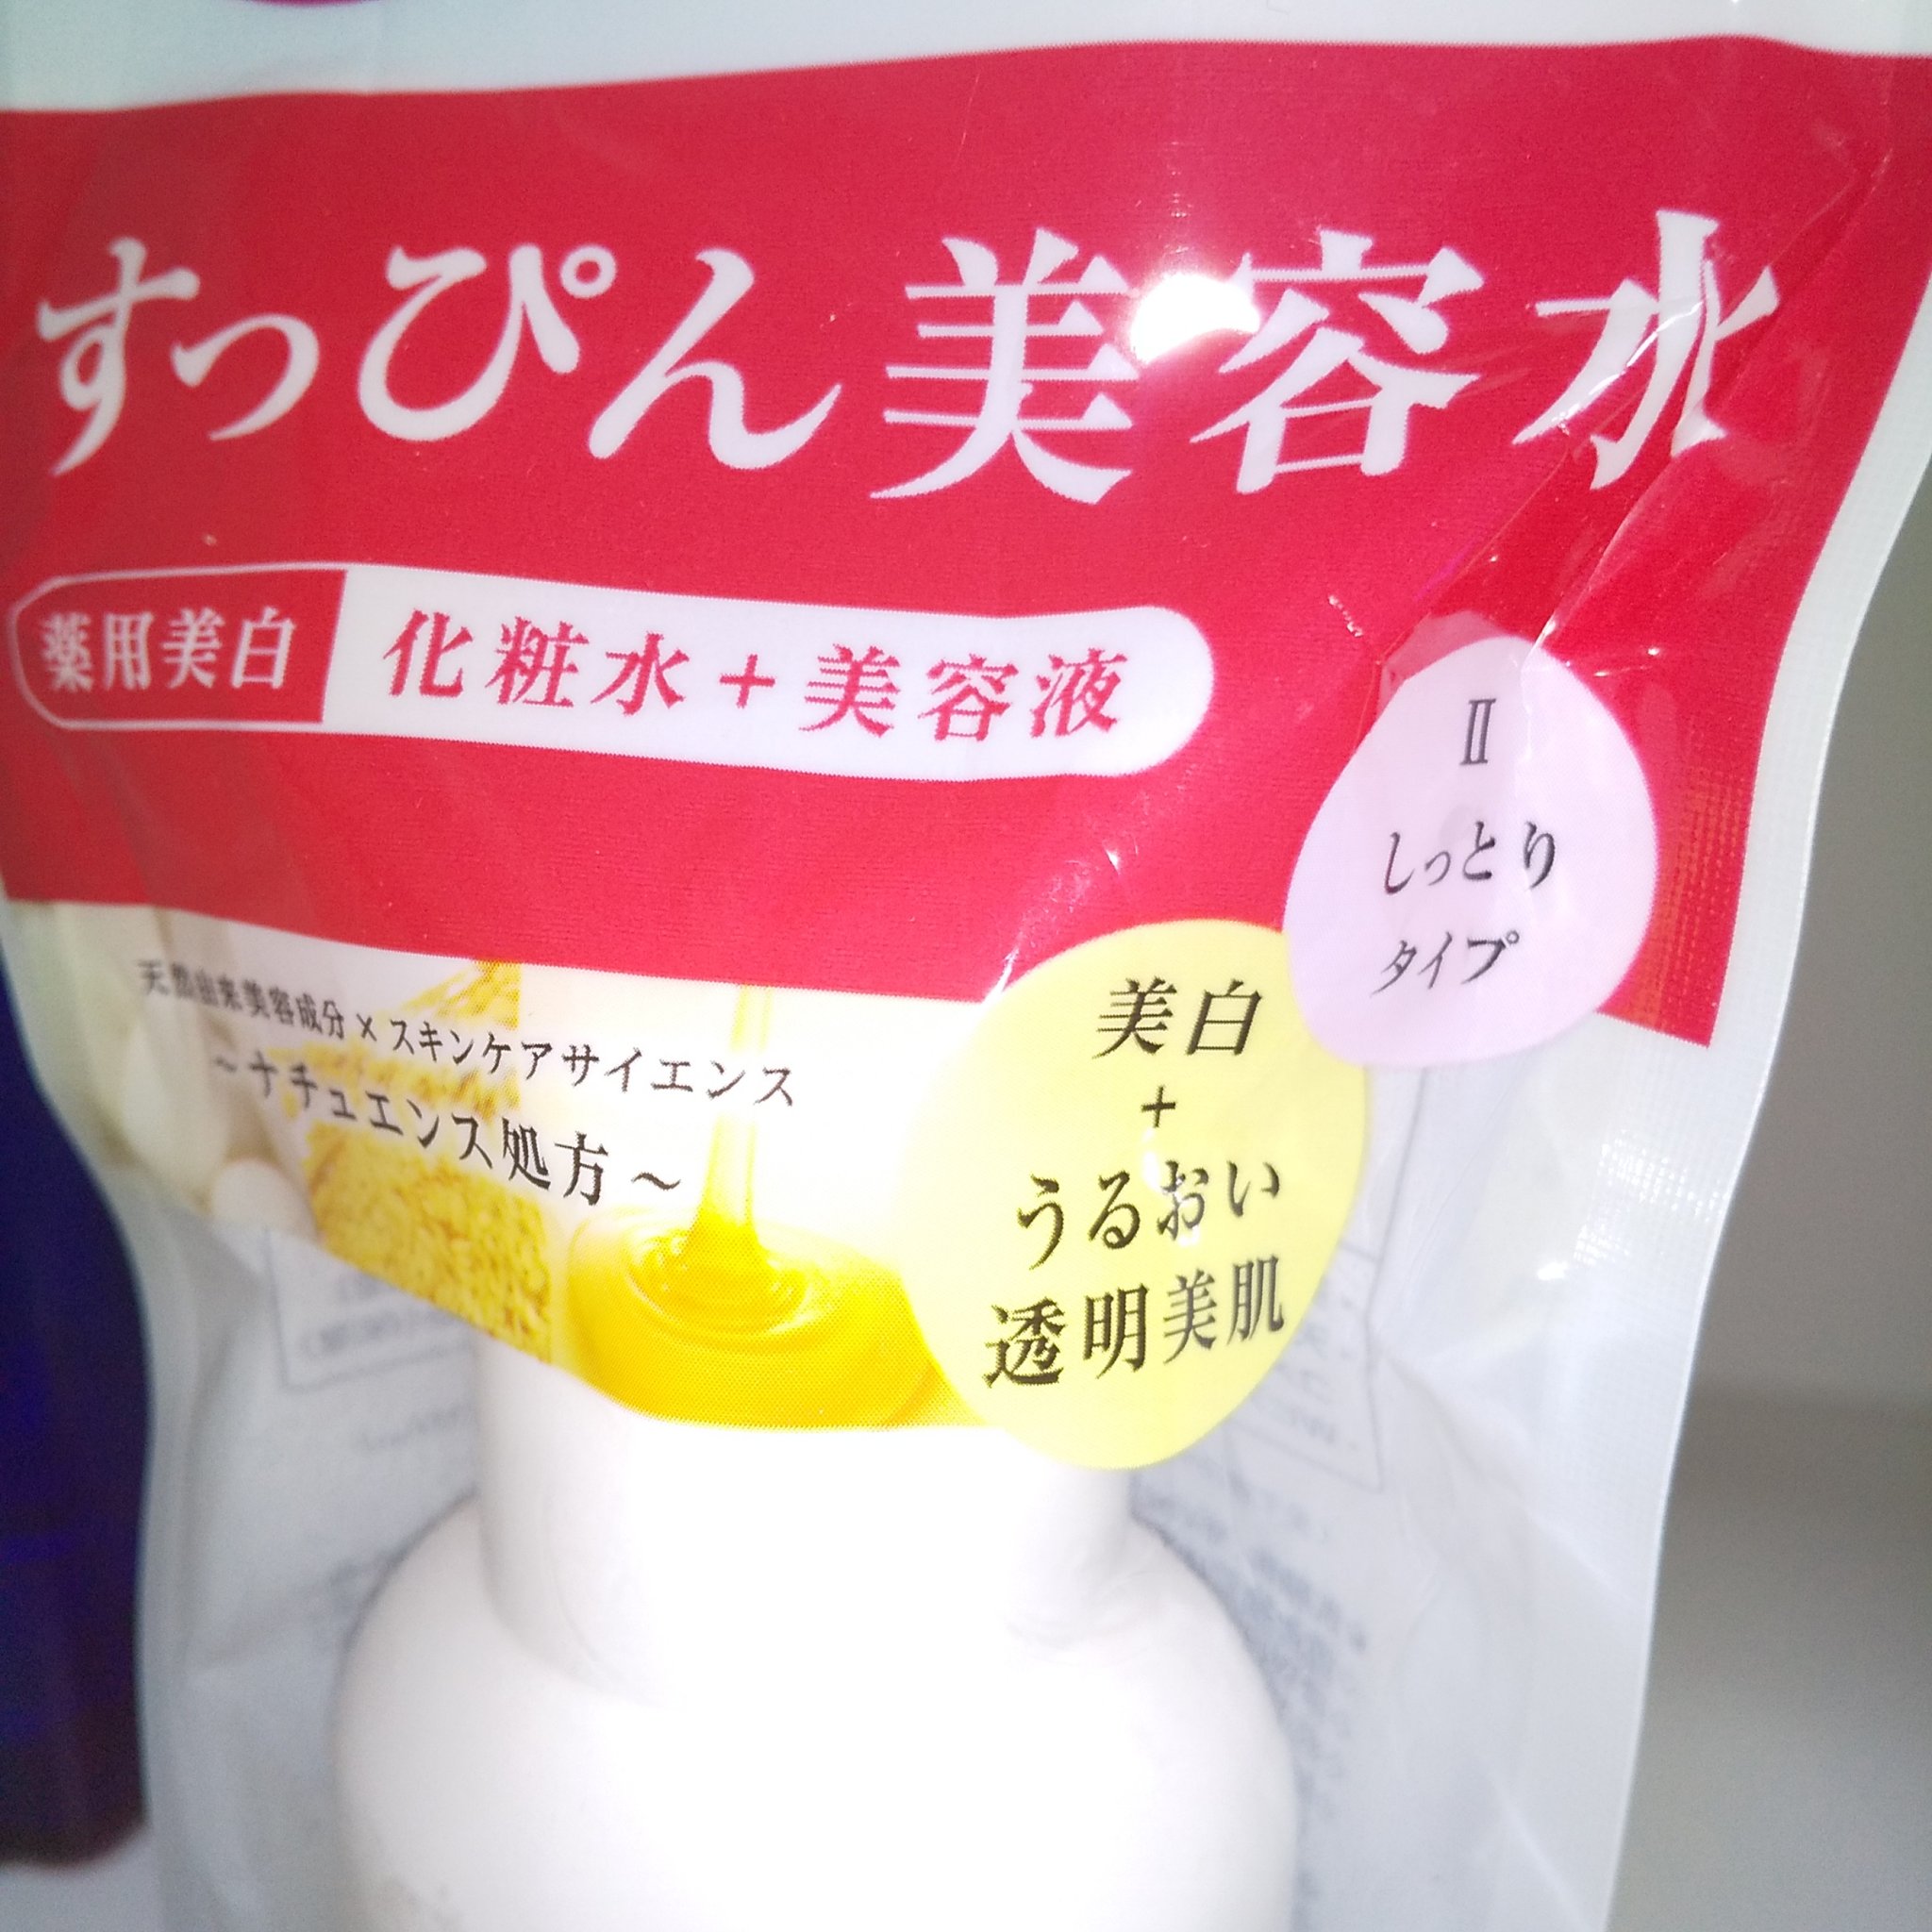 すっぴん美容水
薬用美白 化粧水+美容液
Ⅱ
しっとり
タイプ
天然由来美容成分×スキンケアサイエンス
～ナチュエンス処方～
美白
+
うるおい
透明美肌